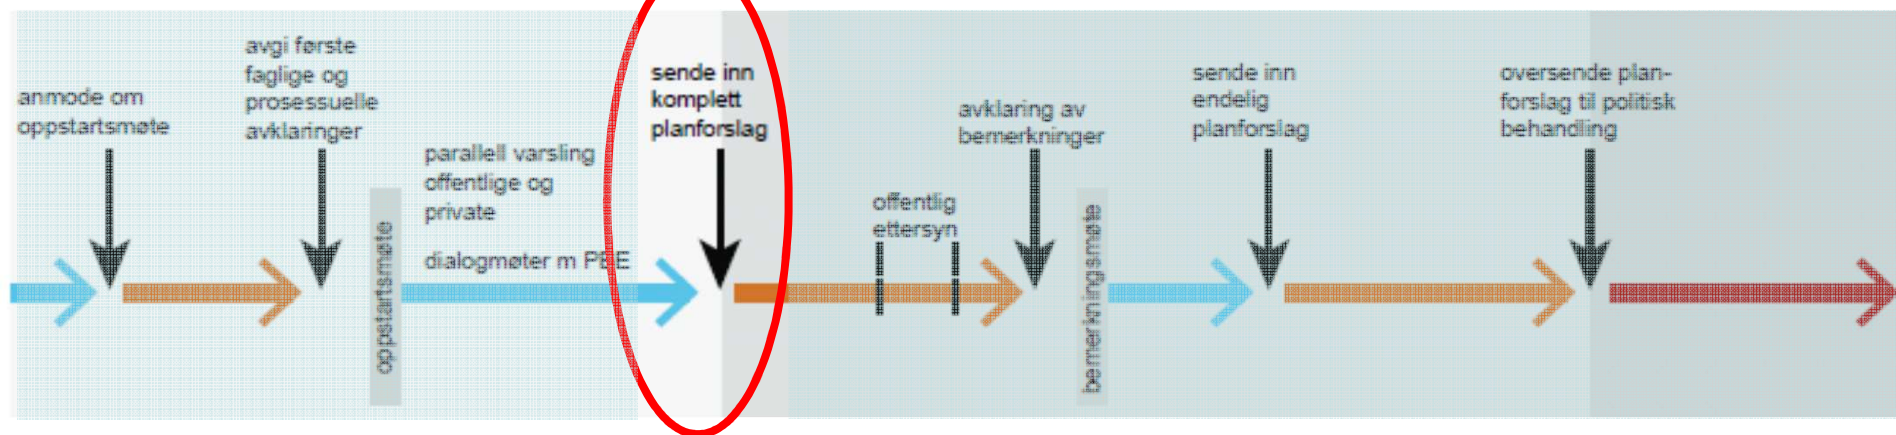 anmode om
oppstartsmøte
avgi første
faglige og
prosessuelle
avklaringer
oppstartsmøte
parallell varsling
offentlige og
private
dialogmøter m PBE
sende inn
komplett
planforslag
offentlig
ettersyn
avklaring av
bemerkninger
bemerkningsmøte
sende inn
endelig
planforslag
oversende plan-
forslag til politisk
behandling